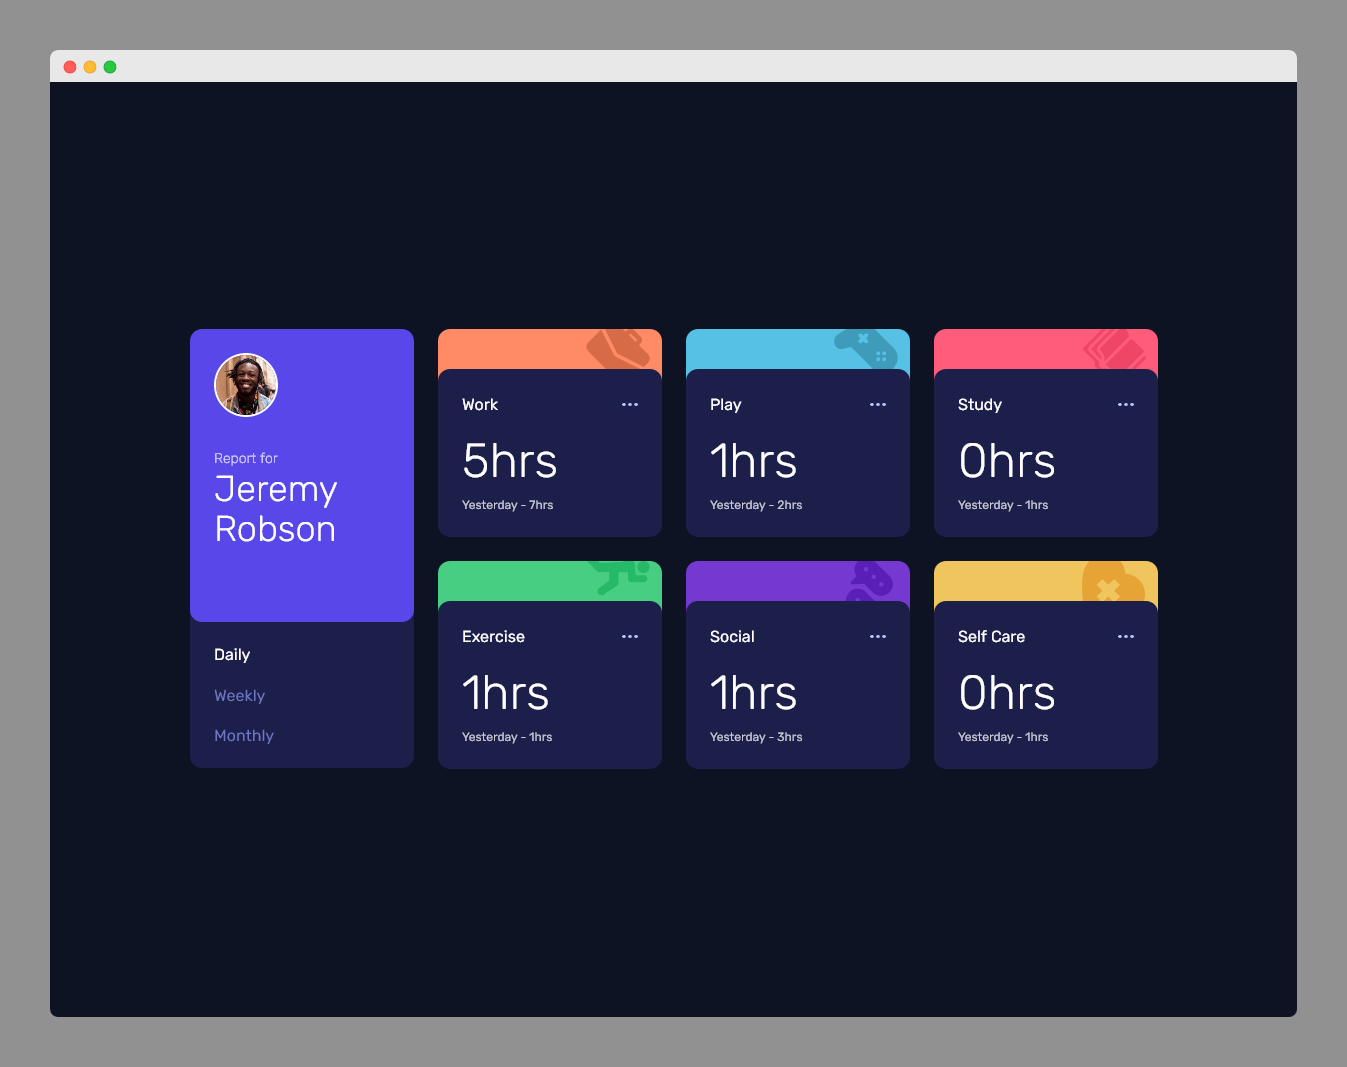 Report for
Jeremy
Robson
Daily
Weekly
Monthly
Work
5hrs
Yesterday - 7hrs
Play
1hrs
Yesterday - 2hrs
Study
0hrs
Yesterday - 1hrs
Exercise
1hrs
Yesterday - 1hrs
Social
1hrs
Yesterday - 3hrs
Self Care
0hrs
Yesterday - 1hrs